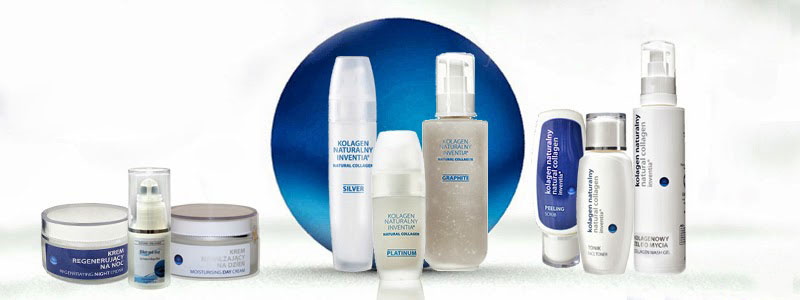 KREM
REGENERUJĄCY
NA NOC
REGENERATING NIGHT CREAM
KREM
NAWILŻAJĄCY
NA DZIEŃ
MOISTURISING DAY CREAM
KOLAGEN
NATURALNY
INVENTIA®
NATURAL COLLAGEN
SILVER
KOLAGEN
NATURALNY
INVENTIA®
NATURAL COLLAGEN
PLATINUM
KOLAGEN
NATURALNY
INVENTIA®
NATURAL COLLAGEN
GRAPHITE
kolagen naturalny
natural collagen
inventia®
PEELING
SCRUB
kolagen naturalny
natural collagen
inventia®
TONIK
FACE TONER
kolagen naturalny
natural collagen
inventia®
KOLAGENOWY
ŻEL DO MYCIA
COLLAGEN WASH GEL